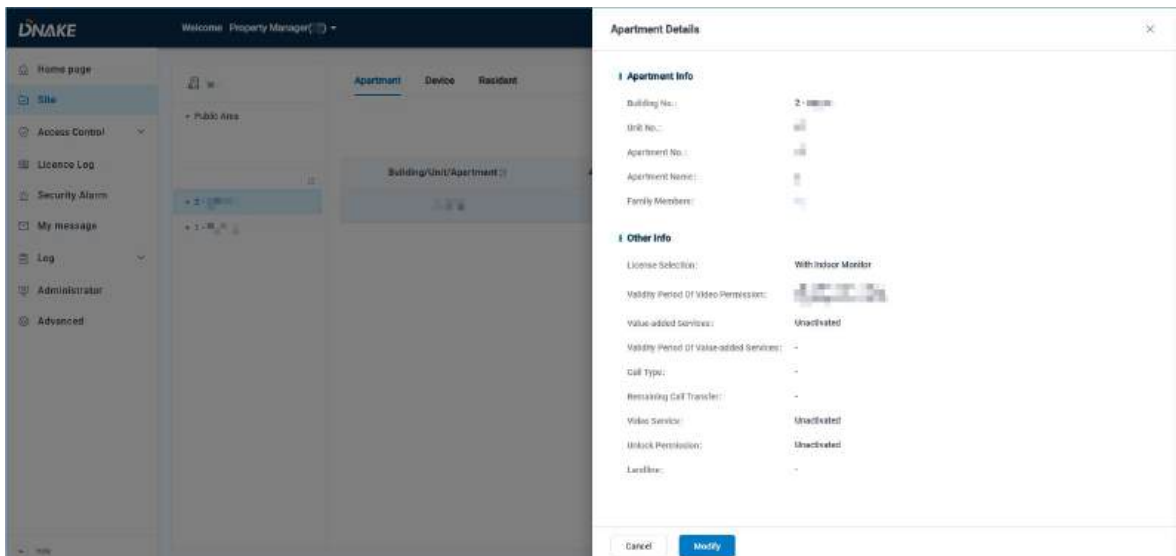 DNAKE
Welcome Property Manager( ) 
Home page
Site
Access Control
Licence Log
Security Alarm
My message
Log
Administrator
Advanced
Public Area
Apartment Device Resident
Building/Unit/Apartment
Apartment Details
Apartment Info
Building No.: 2 -
Unit No.:
Apartment No.:
Apartment Name:
Family Members:
Other Info
License Selection: With Indoor Monitor
Validity Period Of Video Permission:
Value-added Services: Unactivated
Validity Period Of Value-added Services: -
Call Type: -
Remaining Call Transfer: -
Video Service: Unactivated
Unlock Permission: Unactivated
Landline: -
Cancel Modify